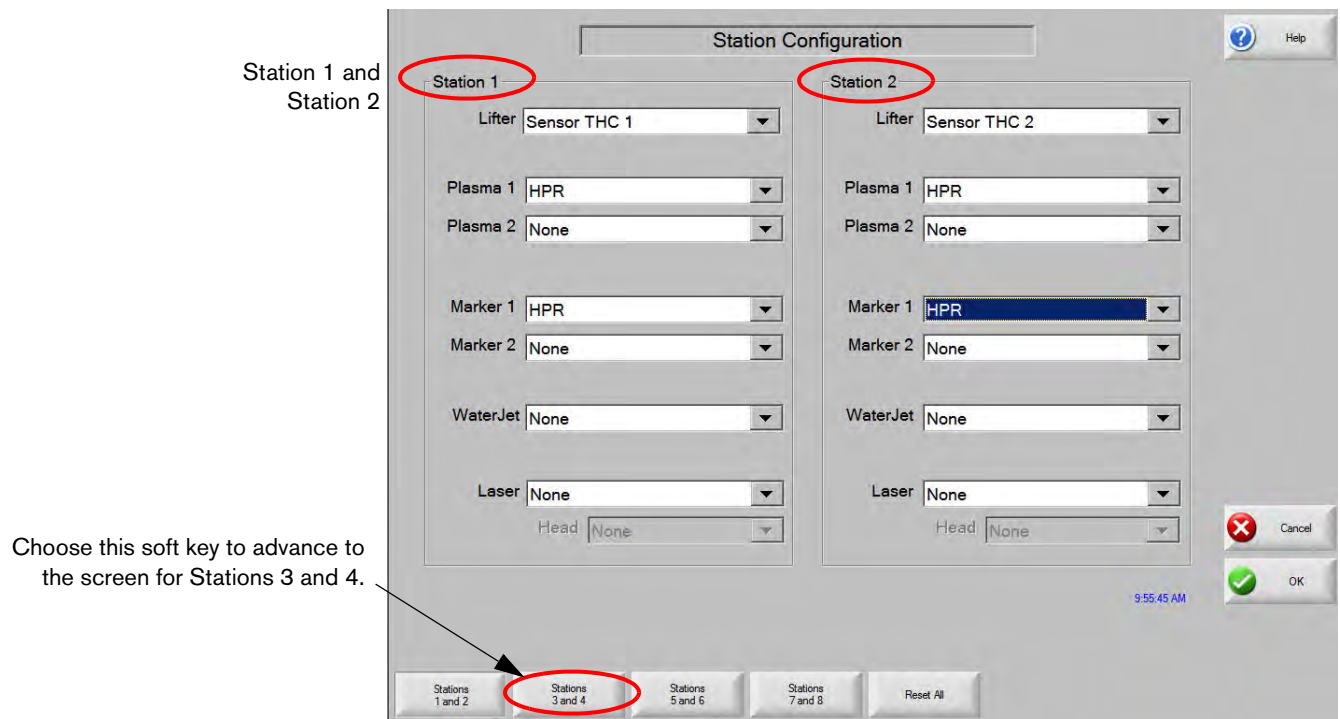 Station Configuration
Help
Station 1 and
Station 2
Station 1
Lifter Sensor THC 1
Plasma 1 HPR
Plasma 2 None
Marker 1 HPR
Marker 2 None
WaterJet None
Laser None
Head None
Station 2
Lifter Sensor THC 2
Plasma 1 HPR
Plasma 2 None
Marker 1 HPR
Marker 2 None
WaterJet None
Laser None
Head None
Cancel
OK
Choose this soft key to advance to
the screen for Stations 3 and 4.
9:55:45 AM
Stations
1 and 2
Stations
3 and 4
Stations
5 and 6
Stations
7 and 8
Reset All